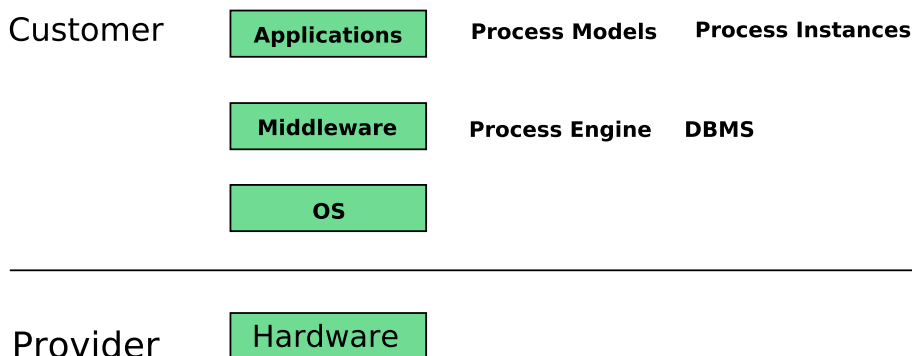 Customer
Applications
Process Models
Process Instances
Middleware
Process Engine
DBMS
OS
Provider
Hardware